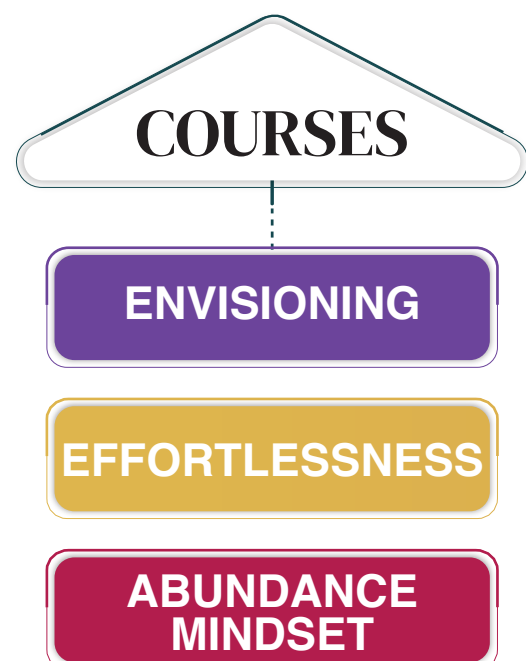 COURSES
ENVISIONING
EFFORTLESSNESS
ABUNDANCE
MINDSET